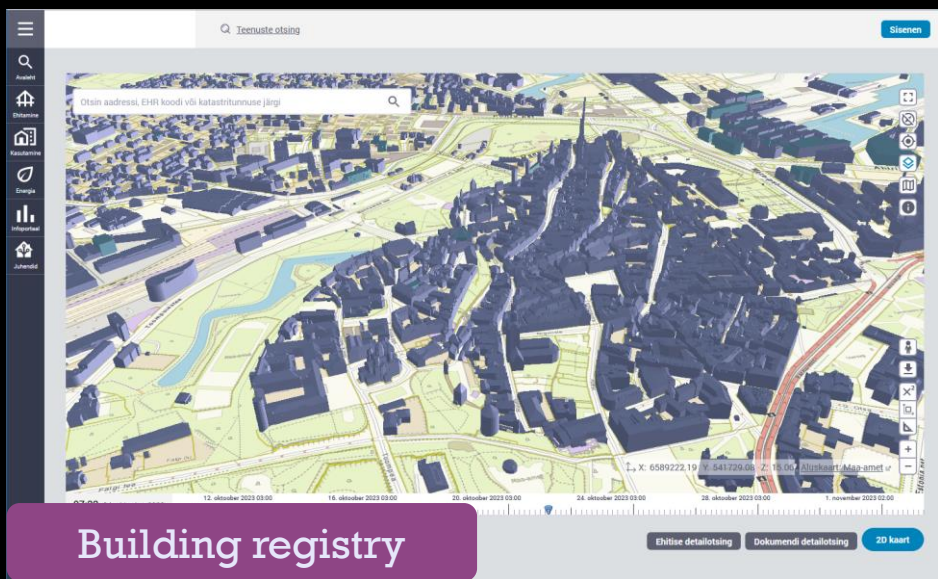 Teenuste otsing
Sisenen
Avaleht
Ehitamine
Kasutamine
Energia
Infoportaal
Juhendid
Otsin aadressi, EHR koodi või katastritunnuse järgi
X: 6589222.19 Y: 541729.08 Z: 15.06 Aluskaart: Maa-amet
12. oktoober 2023 03:00
16. oktoober 2023 03:00
20. oktoober 2023 03:00
24. oktoober 2023 03:00
28. oktoober 2023 03:00
1. november 2023 02:00
Ehitise detailotsing
Dokumendi detailotsing
2D kaart
Building registry